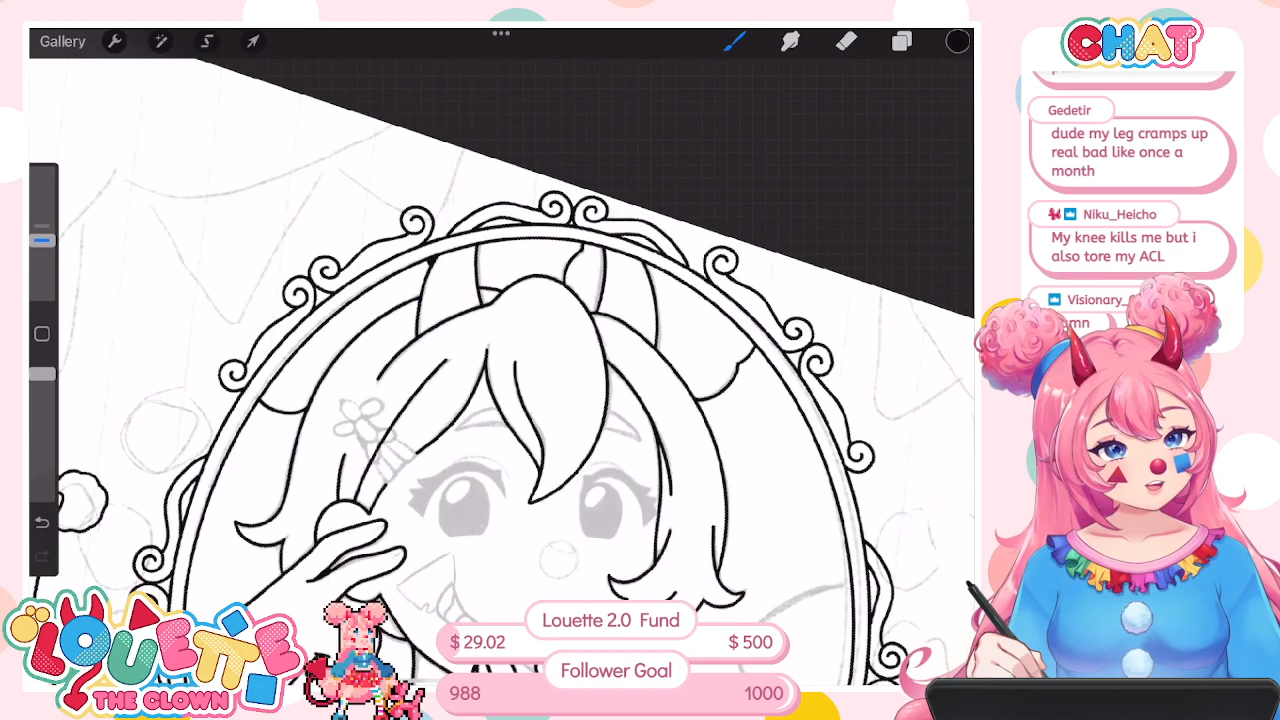 Gallery
CHAT
Gedetir
dude my leg cramps up
real bad like once a
month
Niku_Heicho
My knee kills me but i
also tore my ACL
Visionary_
LOUETTE
THE CLOWN
Louette 2.0 Fund
$ 29.02
$ 500
Follower Goal
988
1000